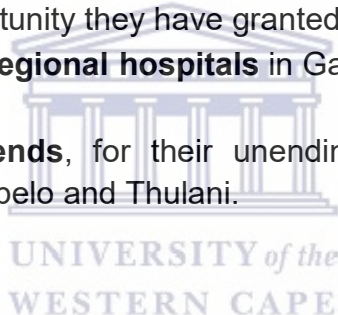 tunity they have granted
egional hospitals in Ga
ends, for their unendin
pelo and Thulani.
UNIVERSITY of the
WESTERN CAPE